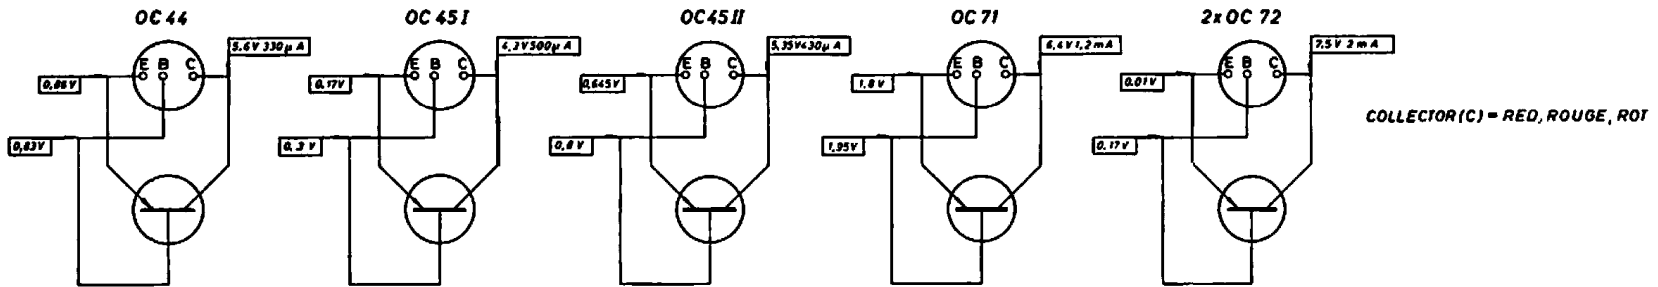 OC 44
OC 45 I
OC 45 II
OC 71
2x OC 72
5,6V 330µA
4,2V 500µA
5,35V 430µA
6,4V 1,2mA
7,5V 2mA
E B C
E B C
E B C
E B C
E B C
0,86V
0,17V
0,645V
1,8V
0,01V
COLLECTOR (C) = RED, ROUGE, ROT
0,83V
0,3V
0,8V
1,95V
0,17V